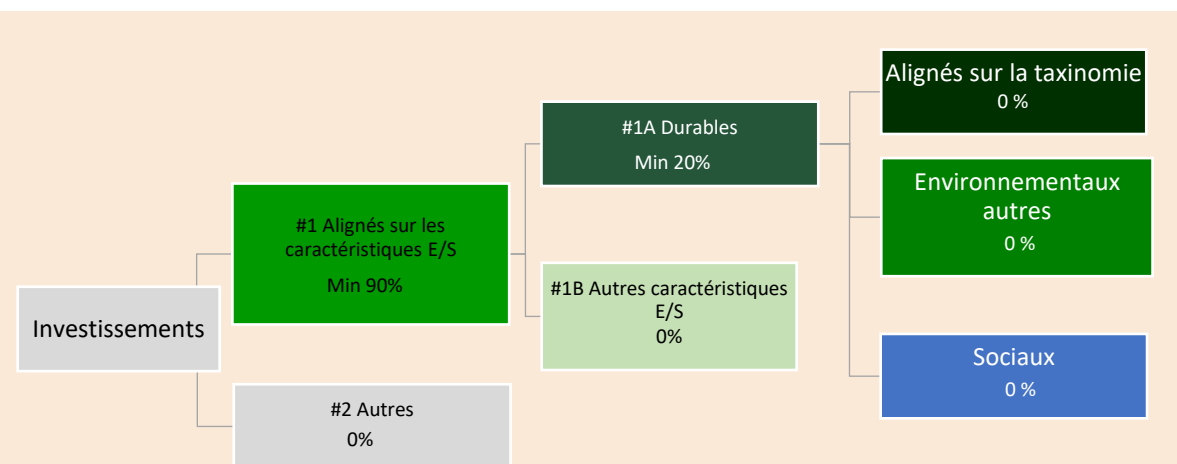 Investissements
#1 Alignés sur les
caractéristiques E/S
Min 90%
#2 Autres
0%
#1A Durables
Min 20%
#1B Autres caractéristiques
E/S
0%
Alignés sur la taxinomie
0 %
Environnementaux
autres
0 %
Sociaux
0 %